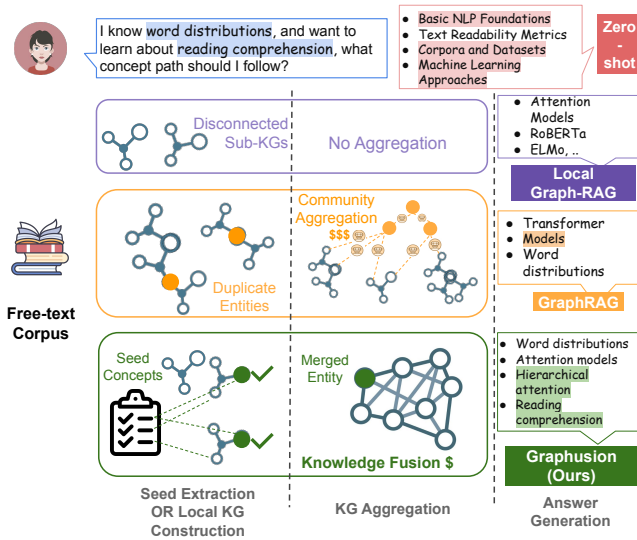 I know word distributions, and want to
learn about reading comprehension, what
concept path should I follow?
• Basic NLP Foundations
• Text Readability Metrics
• Corpora and Datasets
• Machine Learning
Approaches
Zero
-
shot
Disconnected
Sub-KGs
No Aggregation
• Attention
Models
• RoBERTa
• ELMo, ..
Local
Graph-RAG
Free-text
Corpus
Duplicate
Entities
Community
Aggregation
$$$
• Transformer
• Models
• Word
distributions
GraphRAG
Seed
Concepts
Merged
Entity
Knowledge Fusion $
• Word distributions
• Attention models
• Hierarchical
attention
• Reading
comprehension
Graphusion
(Ours)
Seed Extraction
OR Local KG
Construction
KG Aggregation
Answer
Generation